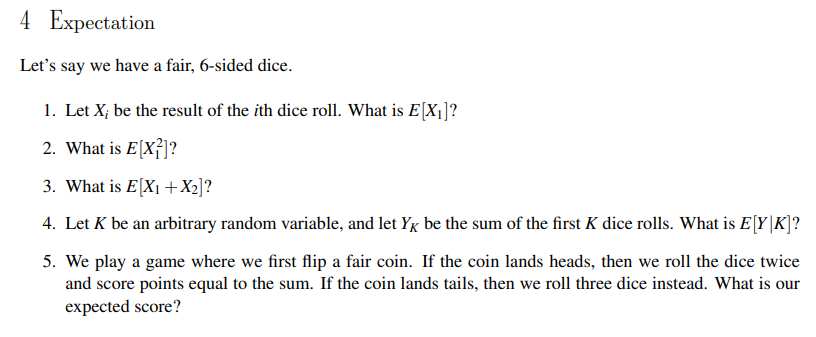 4 Expectation
Let's say we have a fair, 6-sided dice.
1. Let X_i be the result of the ith dice roll. What is E[X_1]?
2. What is E[X_1^2]?
3. What is E[X_1 + X_2]?
4. Let K be an arbitrary random variable, and let Y_K be the sum of the first K dice rolls. What is E[Y|K]?
5. We play a game where we first flip a fair coin. If the coin lands heads, then we roll the dice twice
and score points equal to the sum. If the coin lands tails, then we roll three dice instead. What is our
expected score?